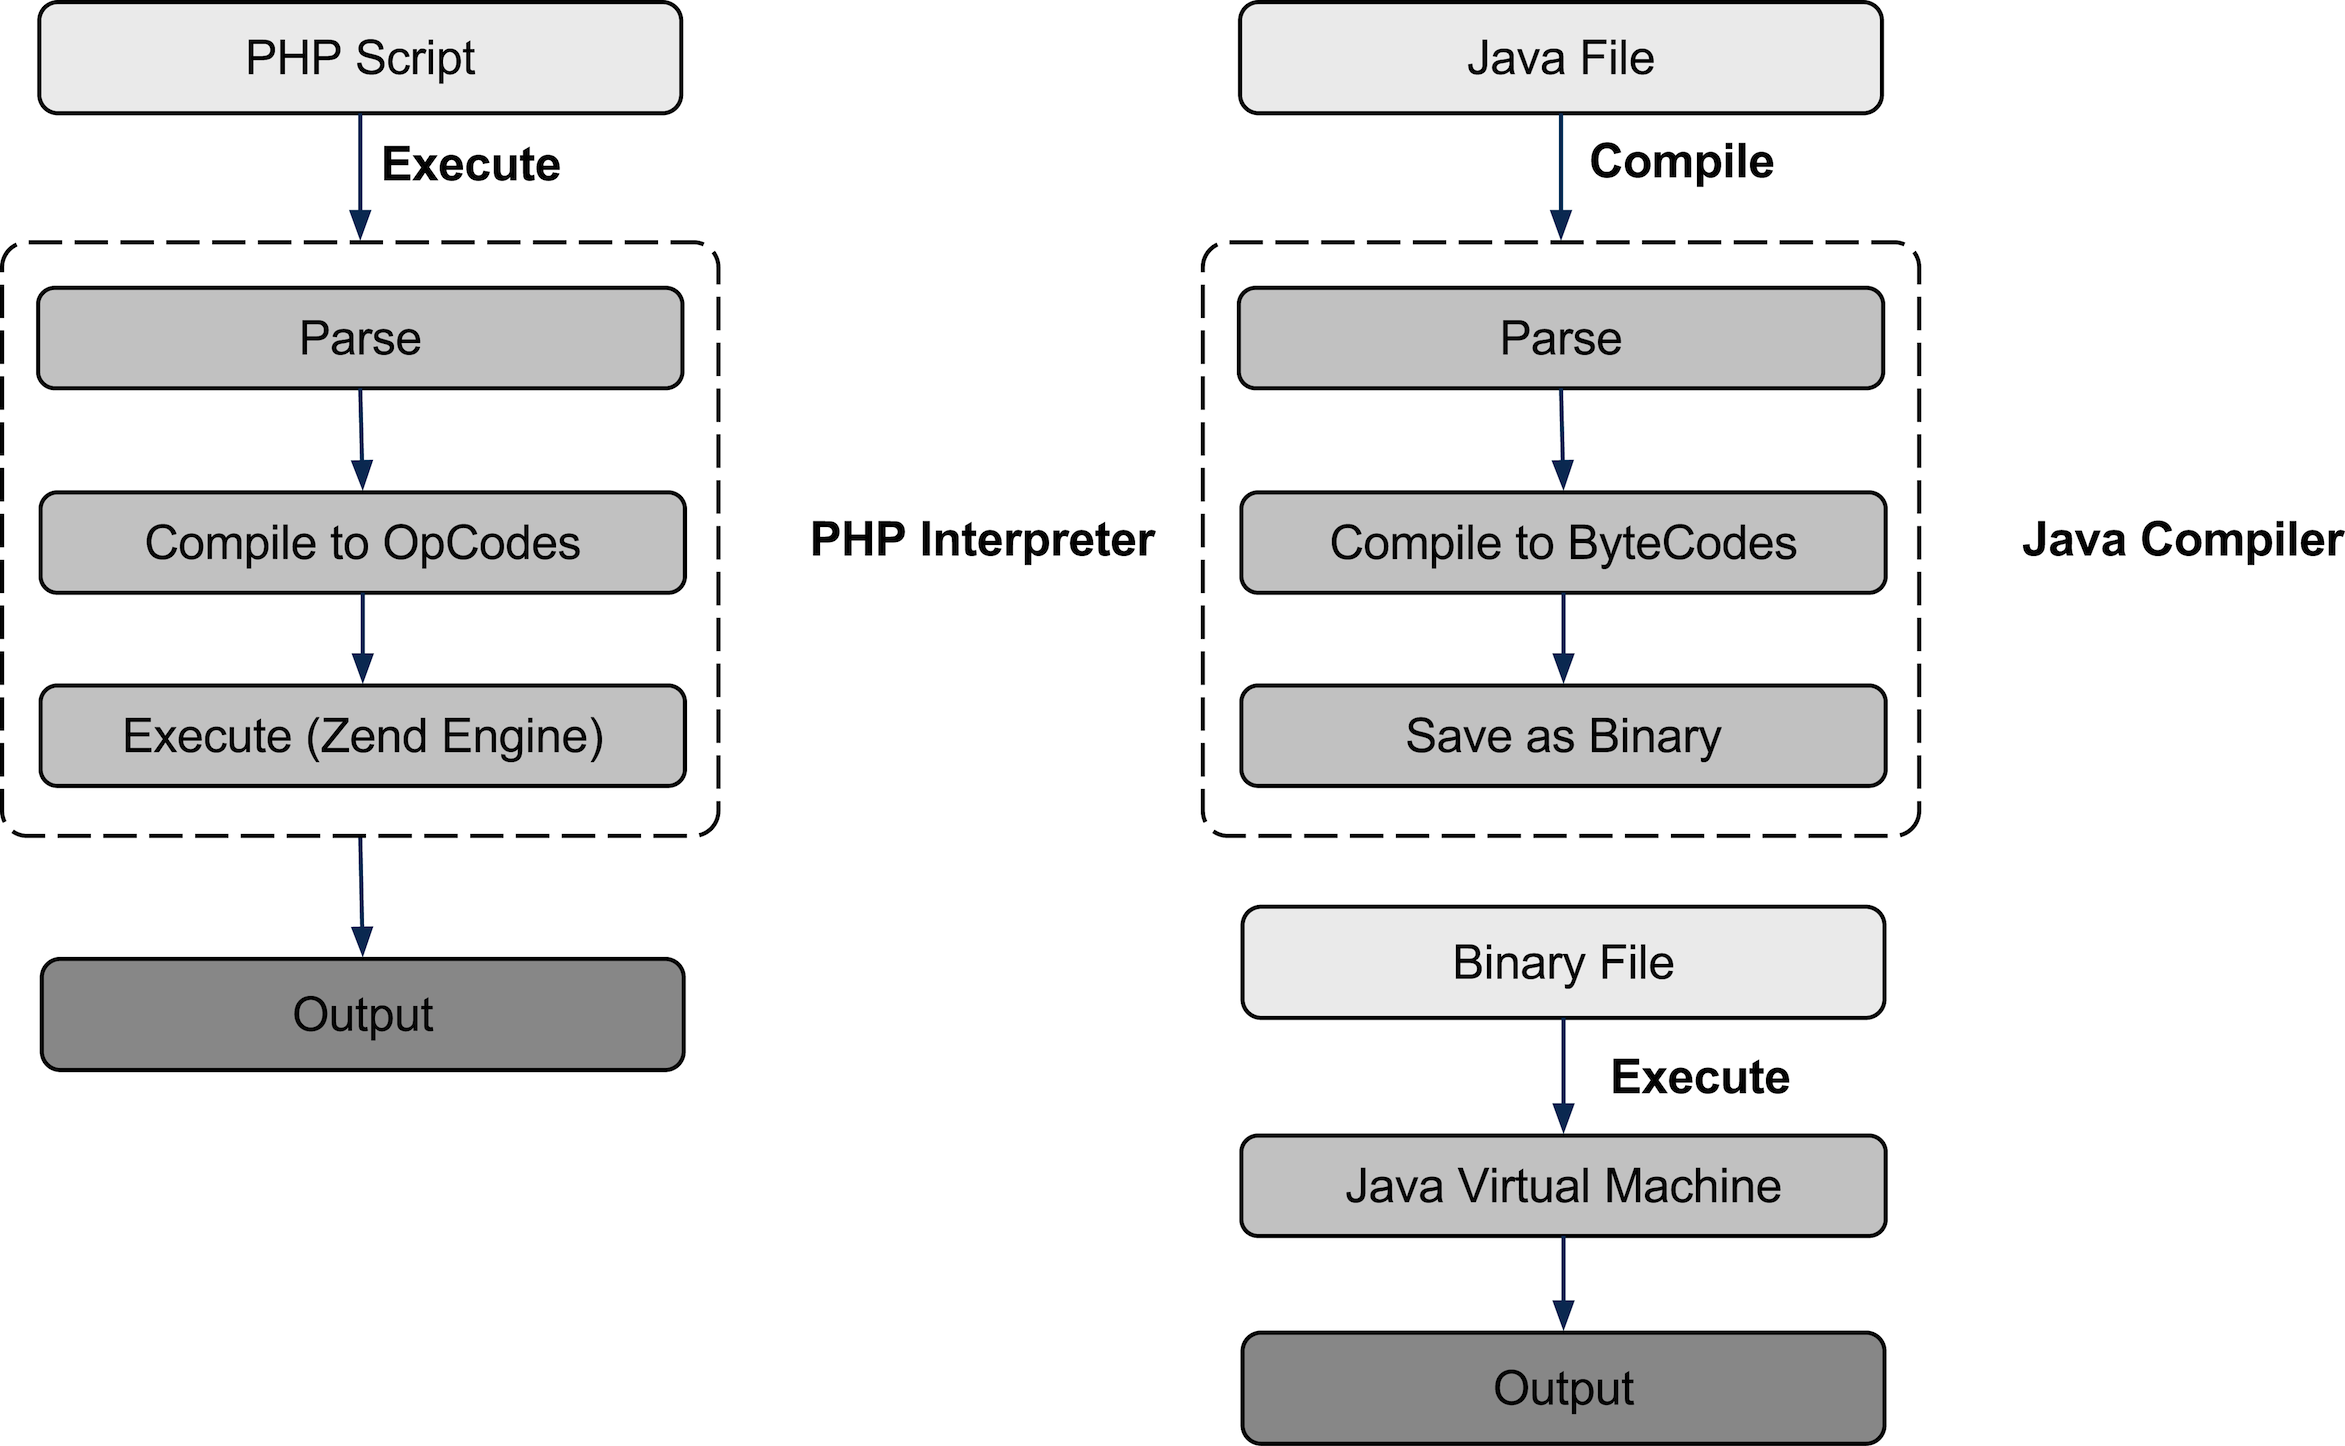 PHP Script
Execute
Parse
Compile to OpCodes
Execute (Zend Engine)
PHP Interpreter
Output
Java File
Compile
Parse
Compile to ByteCodes
Save as Binary
Java Compiler
Binary File
Execute
Java Virtual Machine
Output